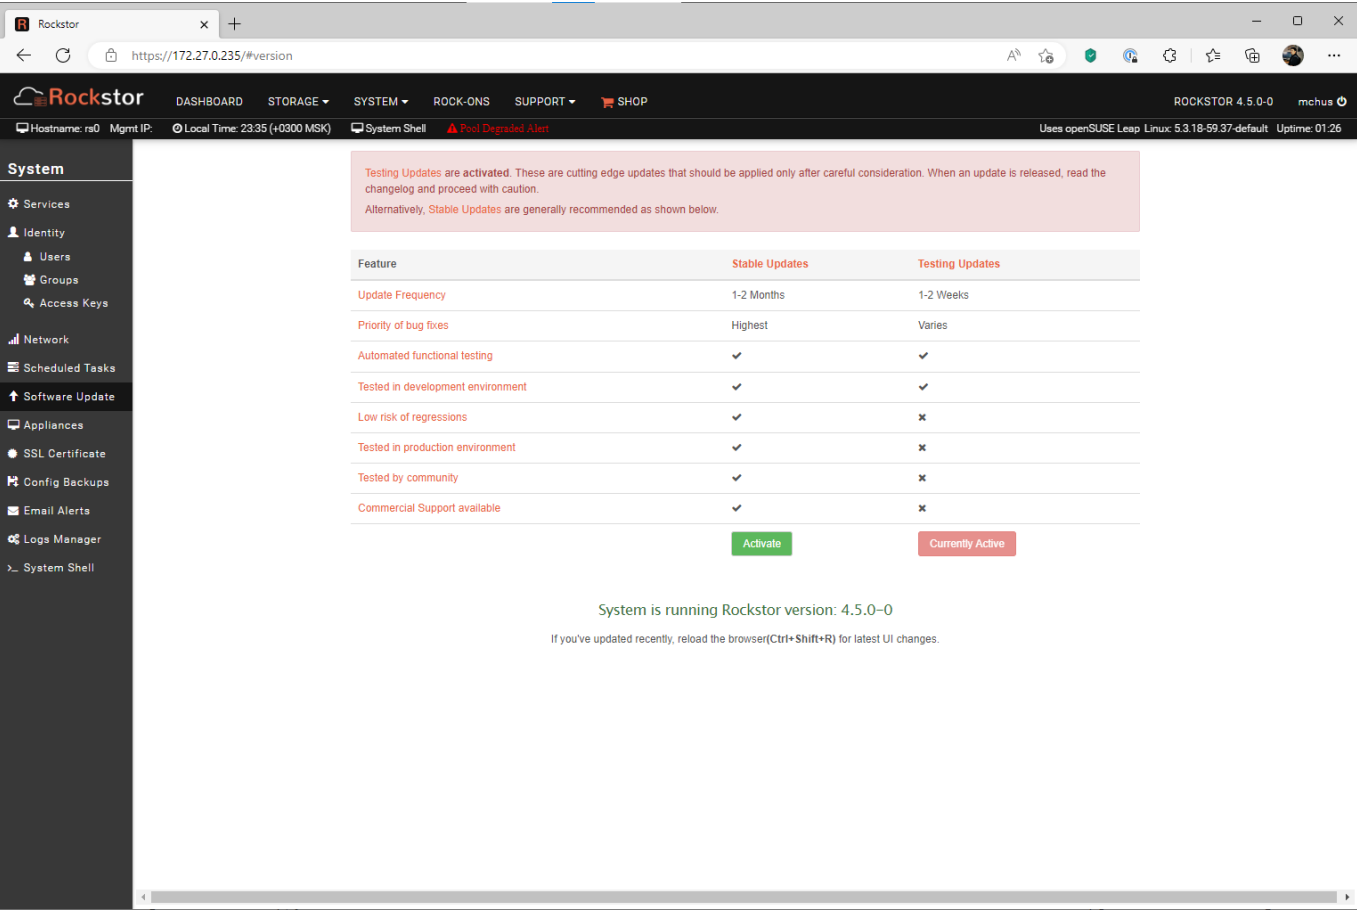 Rockstor
https://172.27.0.235/#version
Rockstor DASHBOARD STORAGE SYSTEM ROCK-ONS SUPPORT SHOP ROCKSTOR 4.5.0-0 mchus
Hostname: rs0 Mgmt IP: Local Time: 23:35 (+0300 MSK) System Shell Pool Degraded Alert Uses openSUSE Leap Linux: 5.3.18-59.37-default Uptime: 01:26
System
Services
Identity
Users
Groups
Access Keys
Network
Scheduled Tasks
Software Update
Appliances
SSL Certificate
Config Backups
Email Alerts
Logs Manager
System Shell
Testing Updates are activated. These are cutting edge updates that should be applied only after careful consideration. When an update is released, read the
changelog and proceed with caution.
Alternatively, Stable Updates are generally recommended as shown below.
Feature Stable Updates Testing Updates
Update Frequency 1-2 Months 1-2 Weeks
Priority of bug fixes Highest Varies
Automated functional testing
Tested in development environment
Low risk of regressions
Tested in production environment
Tested by community
Commercial Support available
Activate Currently Active
System is running Rockstor version: 4.5.0-0
If you've updated recently, reload the browser(Ctrl+Shift+R) for latest UI changes.